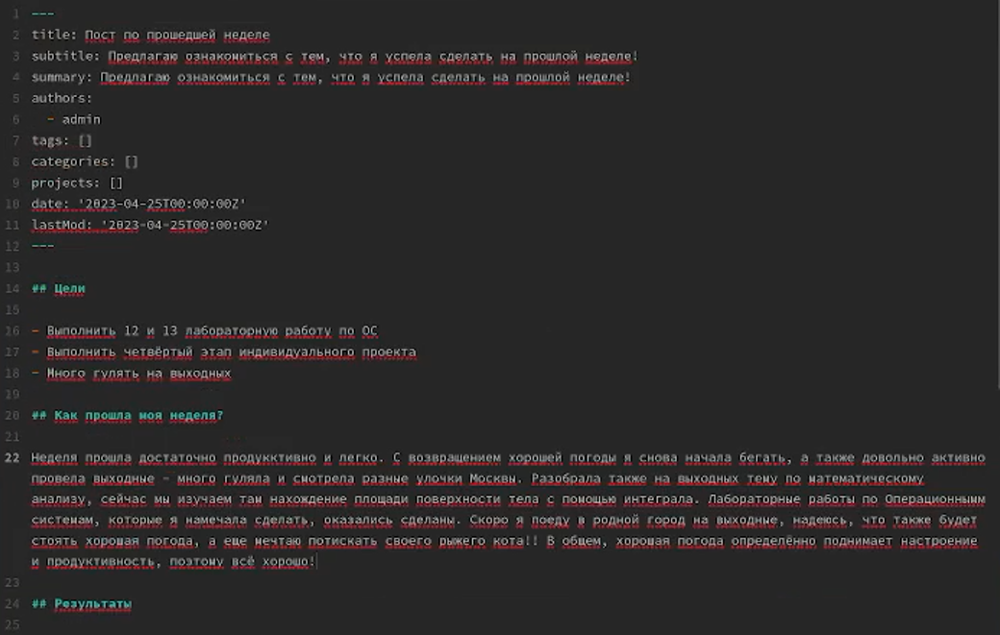 1 ---
2 title: Пост по прошедшей неделе
3 subtitle: Предлагаю ознакомиться с тем, что я успела сделать на прошлой неделе!
4 summary: Предлагаю ознакомиться с тем, что я успела сделать на прошлой неделе!
5 authors:
6 - admin
7 tags: []
8 categories: []
9 projects: []
10 date: '2023-04-25T00:00:00Z'
11 lastMod: '2023-04-25T00:00:00Z'
12 ---
13
14 ## Цели
15
16 - Выполнить 12 и 13 лабораторную работу по ОС
17 - Выполнить четвёртый этап индивидуального проекта
18 - Много гулять на выходных
19
20 ## Как прошла моя неделя?
21
22 Неделя прошла достаточно продукктивно и легко. С возвращением хорошей погоды я снова начала бегать, а также довольно активно
провела выходные - много гуляла и смотрела разные улочки Москвы. Разобрала также на выходных тему по математическому
анализу, сейчас мы изучаем там нахождение площади поверхности тела с помощью интеграла. Лабораторные работы по Операционным
системам, которые я намечала сделать, оказались сделаны. Скоро я поеду в родной город на выходные, надеюсь, что также будет
стоять хорошая погода, а еще мечтаю потискать своего рыжего кота!! В общем, хорошая погода определённо поднимает настроение
и продуктивность, поэтому всё хорошо!
23
24 ## Результаты
25